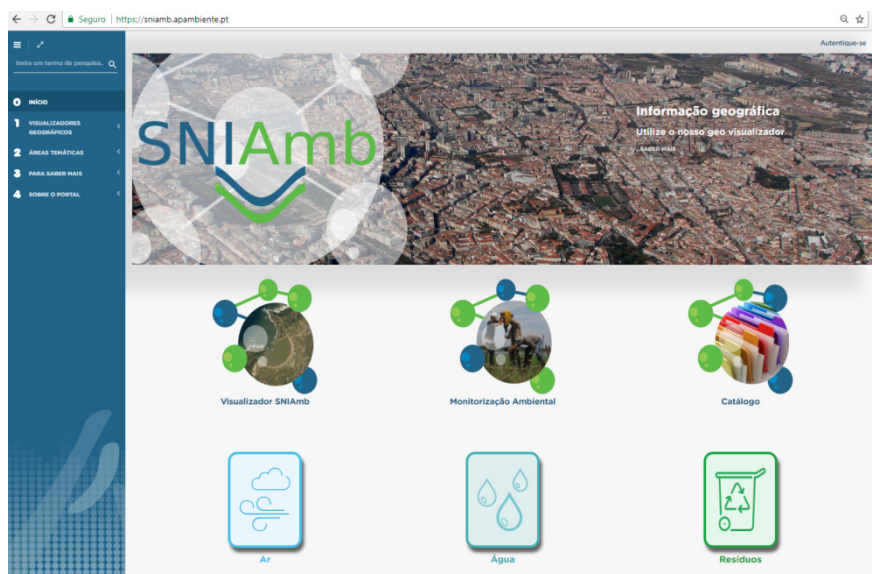 Seguro | https://sniamb.apambiente.pt
Autentique-se
Insira um termo de pesquisa..
0 INÍCIO
1 VISUALIZADORES
GEOGRÁFICOS
2 ÁREAS TEMÁTICAS
3 PARA SABER MAIS
4 SOBRE O PORTAL
SNIAmb
Informação geográfica
Utilize o nosso geo visualizador
...SABER MAIS
Visualizador SNIAmb
Monitorização Ambiental
Catálogo
Ar
Água
Resíduos